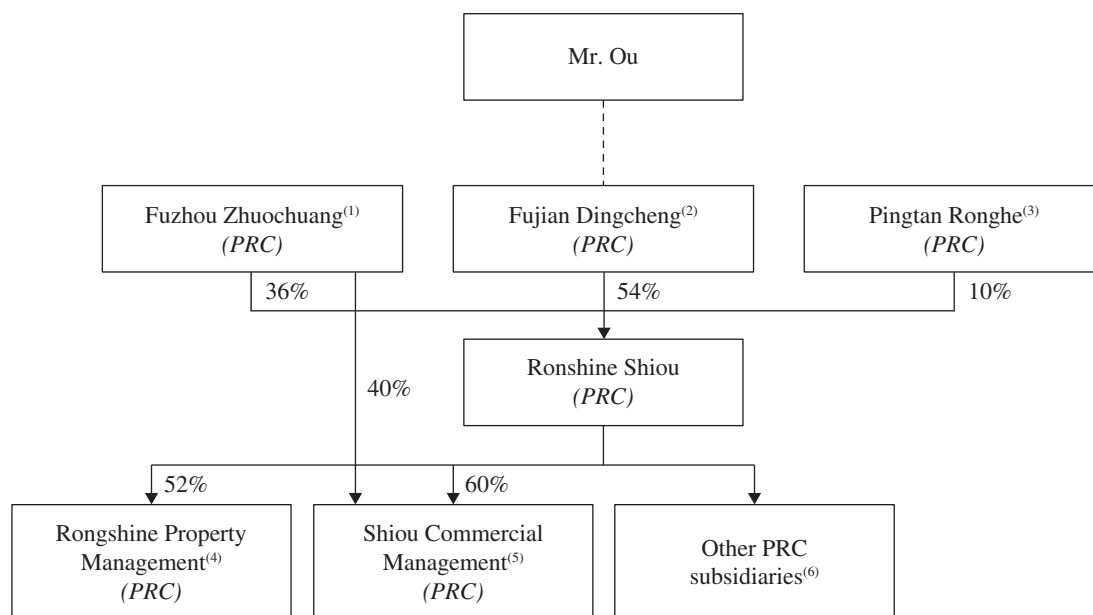 Mr. Ou
Fuzhou Zhuochuang(1)
(PRC)
Fujian Dingcheng(2)
(PRC)
Pingtan Ronghe(3)
(PRC)
36%
54%
10%
Ronshine Shiou
(PRC)
40%
52%
60%
Rongshine Property
Management(4)
(PRC)
Shiou Commercial
Management(5)
(PRC)
Other PRC
subsidiaries(6)